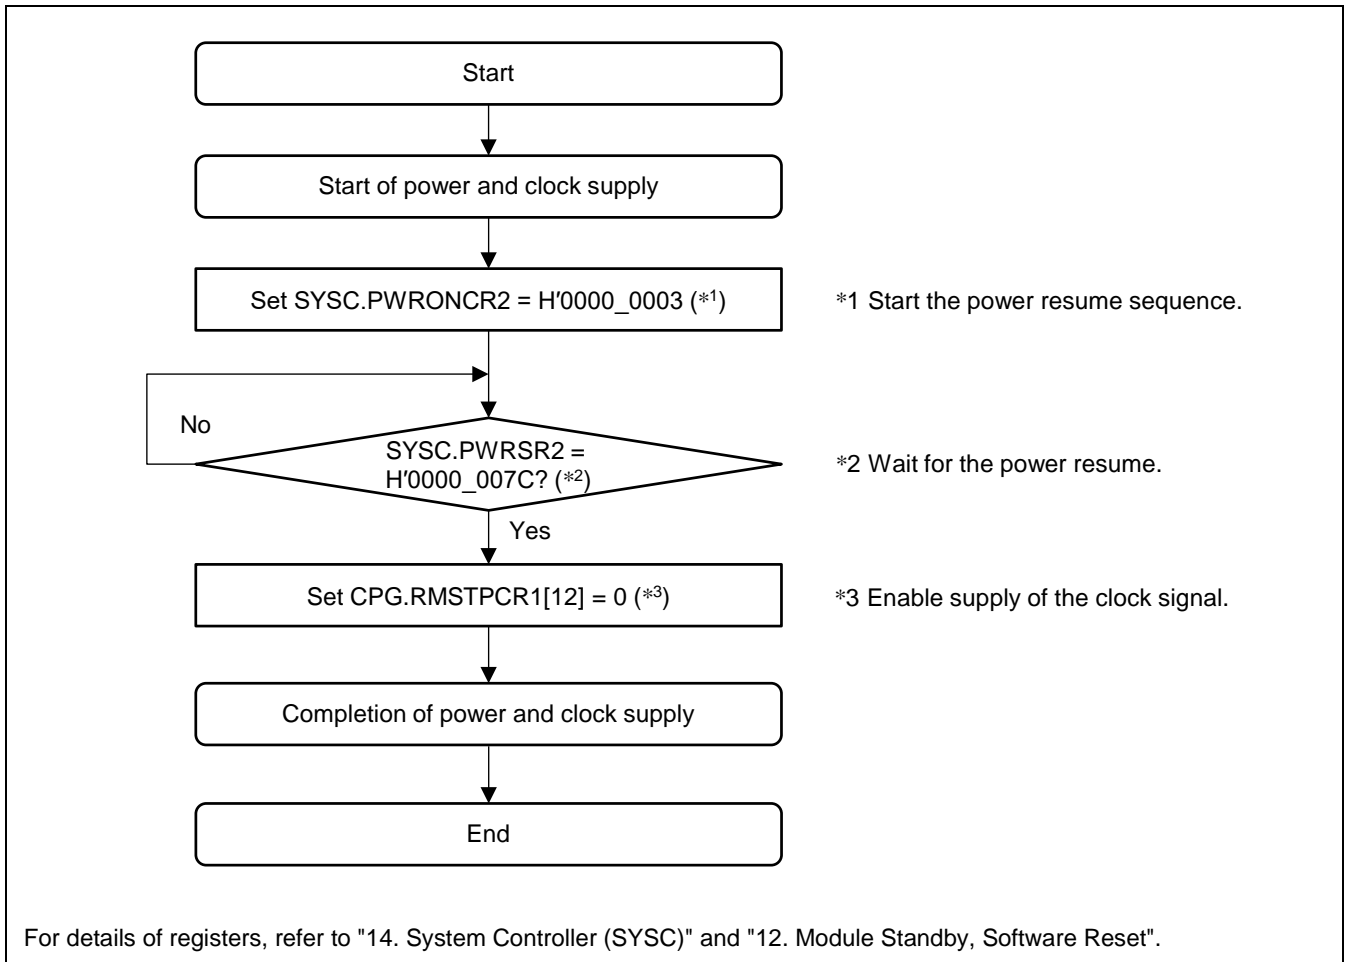 Start
Start of power and clock supply
Set SYSC.PWRONCR2 = H′0000_0003 (*1)
*1 Start the power resume sequence.
No
SYSC.PWRSR2 =
H′0000_007C? (*2)
*2 Wait for the power resume.
Yes
Set CPG.RMSTPCR1[12] = 0 (*3)
*3 Enable supply of the clock signal.
Completion of power and clock supply
End
For details of registers, refer to "14. System Controller (SYSC)" and "12. Module Standby, Software Reset".